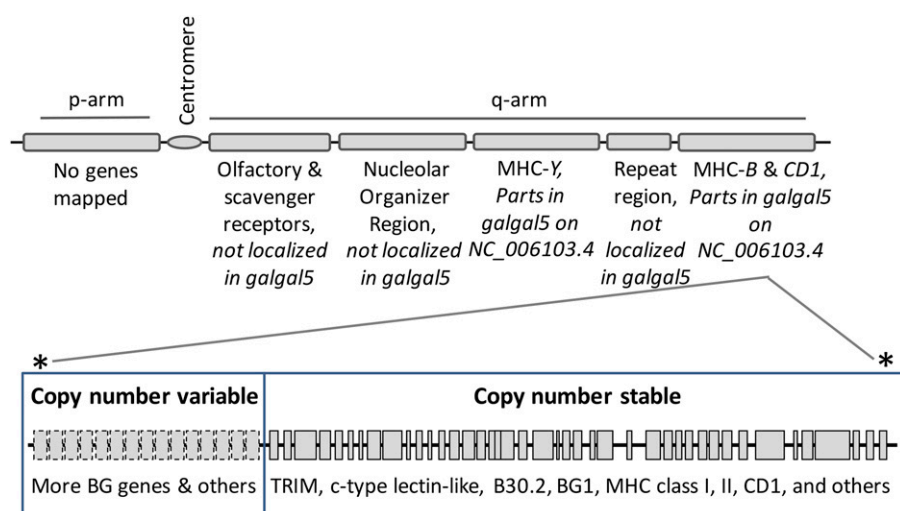 p-arm
Centromere
q-arm
No genes
mapped
Olfactory &
scavenger
receptors,
not localized
in galgal5
Nucleolar
Organizer
Region,
not localized
in galgal5
MHC-Y,
Parts in
galgal5 on
NC_006103.4
Repeat
region,
not
localized
in galgal5
MHC-B & CD1,
Parts in galgal5
on
NC_006103.4
*
*
Copy number variable
Copy number stable
More BG genes & others
TRIM, c-type lectin-like, B30.2, BG1, MHC class I, II, CD1, and others